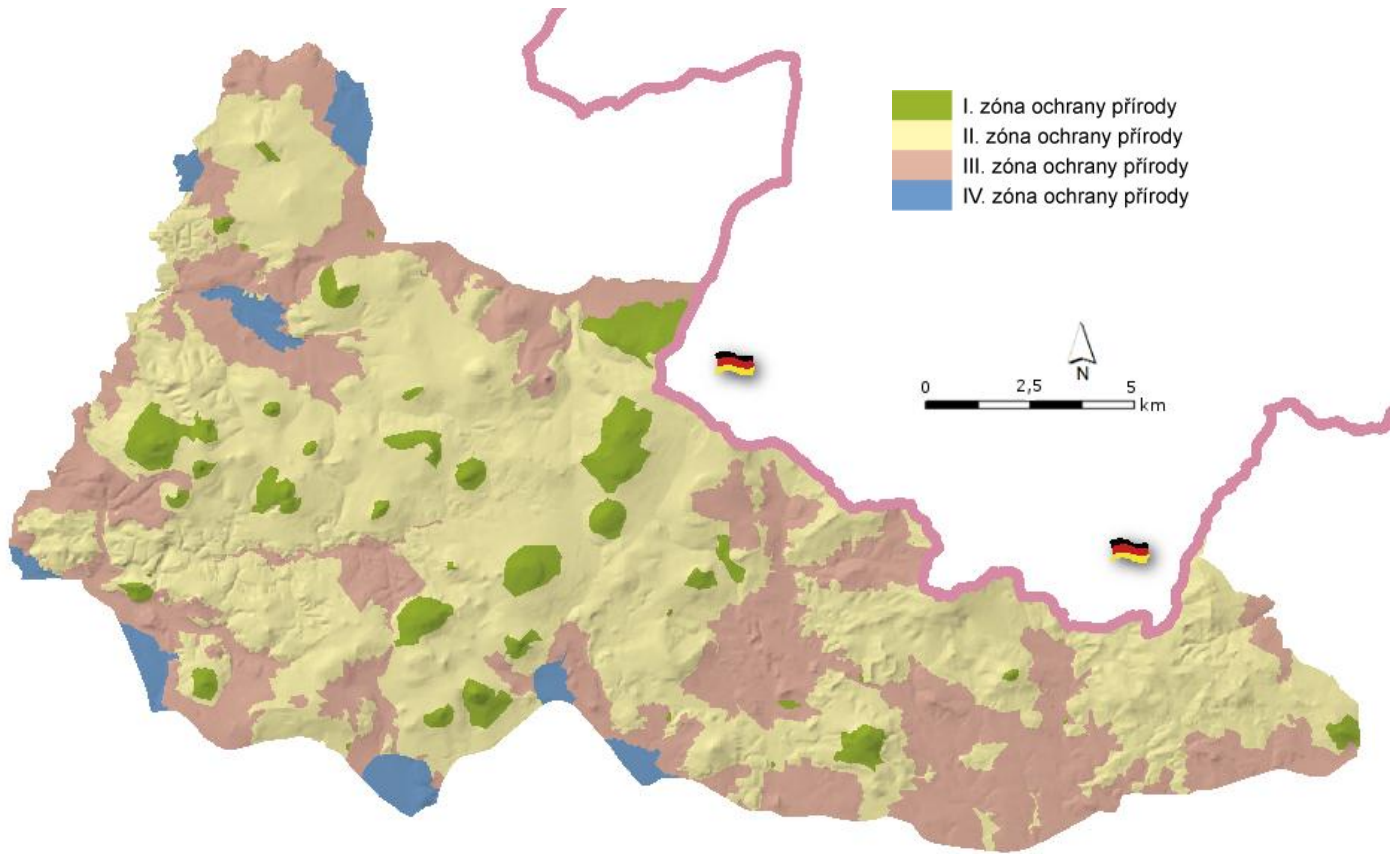 I. zóna ochrany přírody
II. zóna ochrany přírody
III. zóna ochrany přírody
IV. zóna ochrany přírody
N
0 2,5 5
km